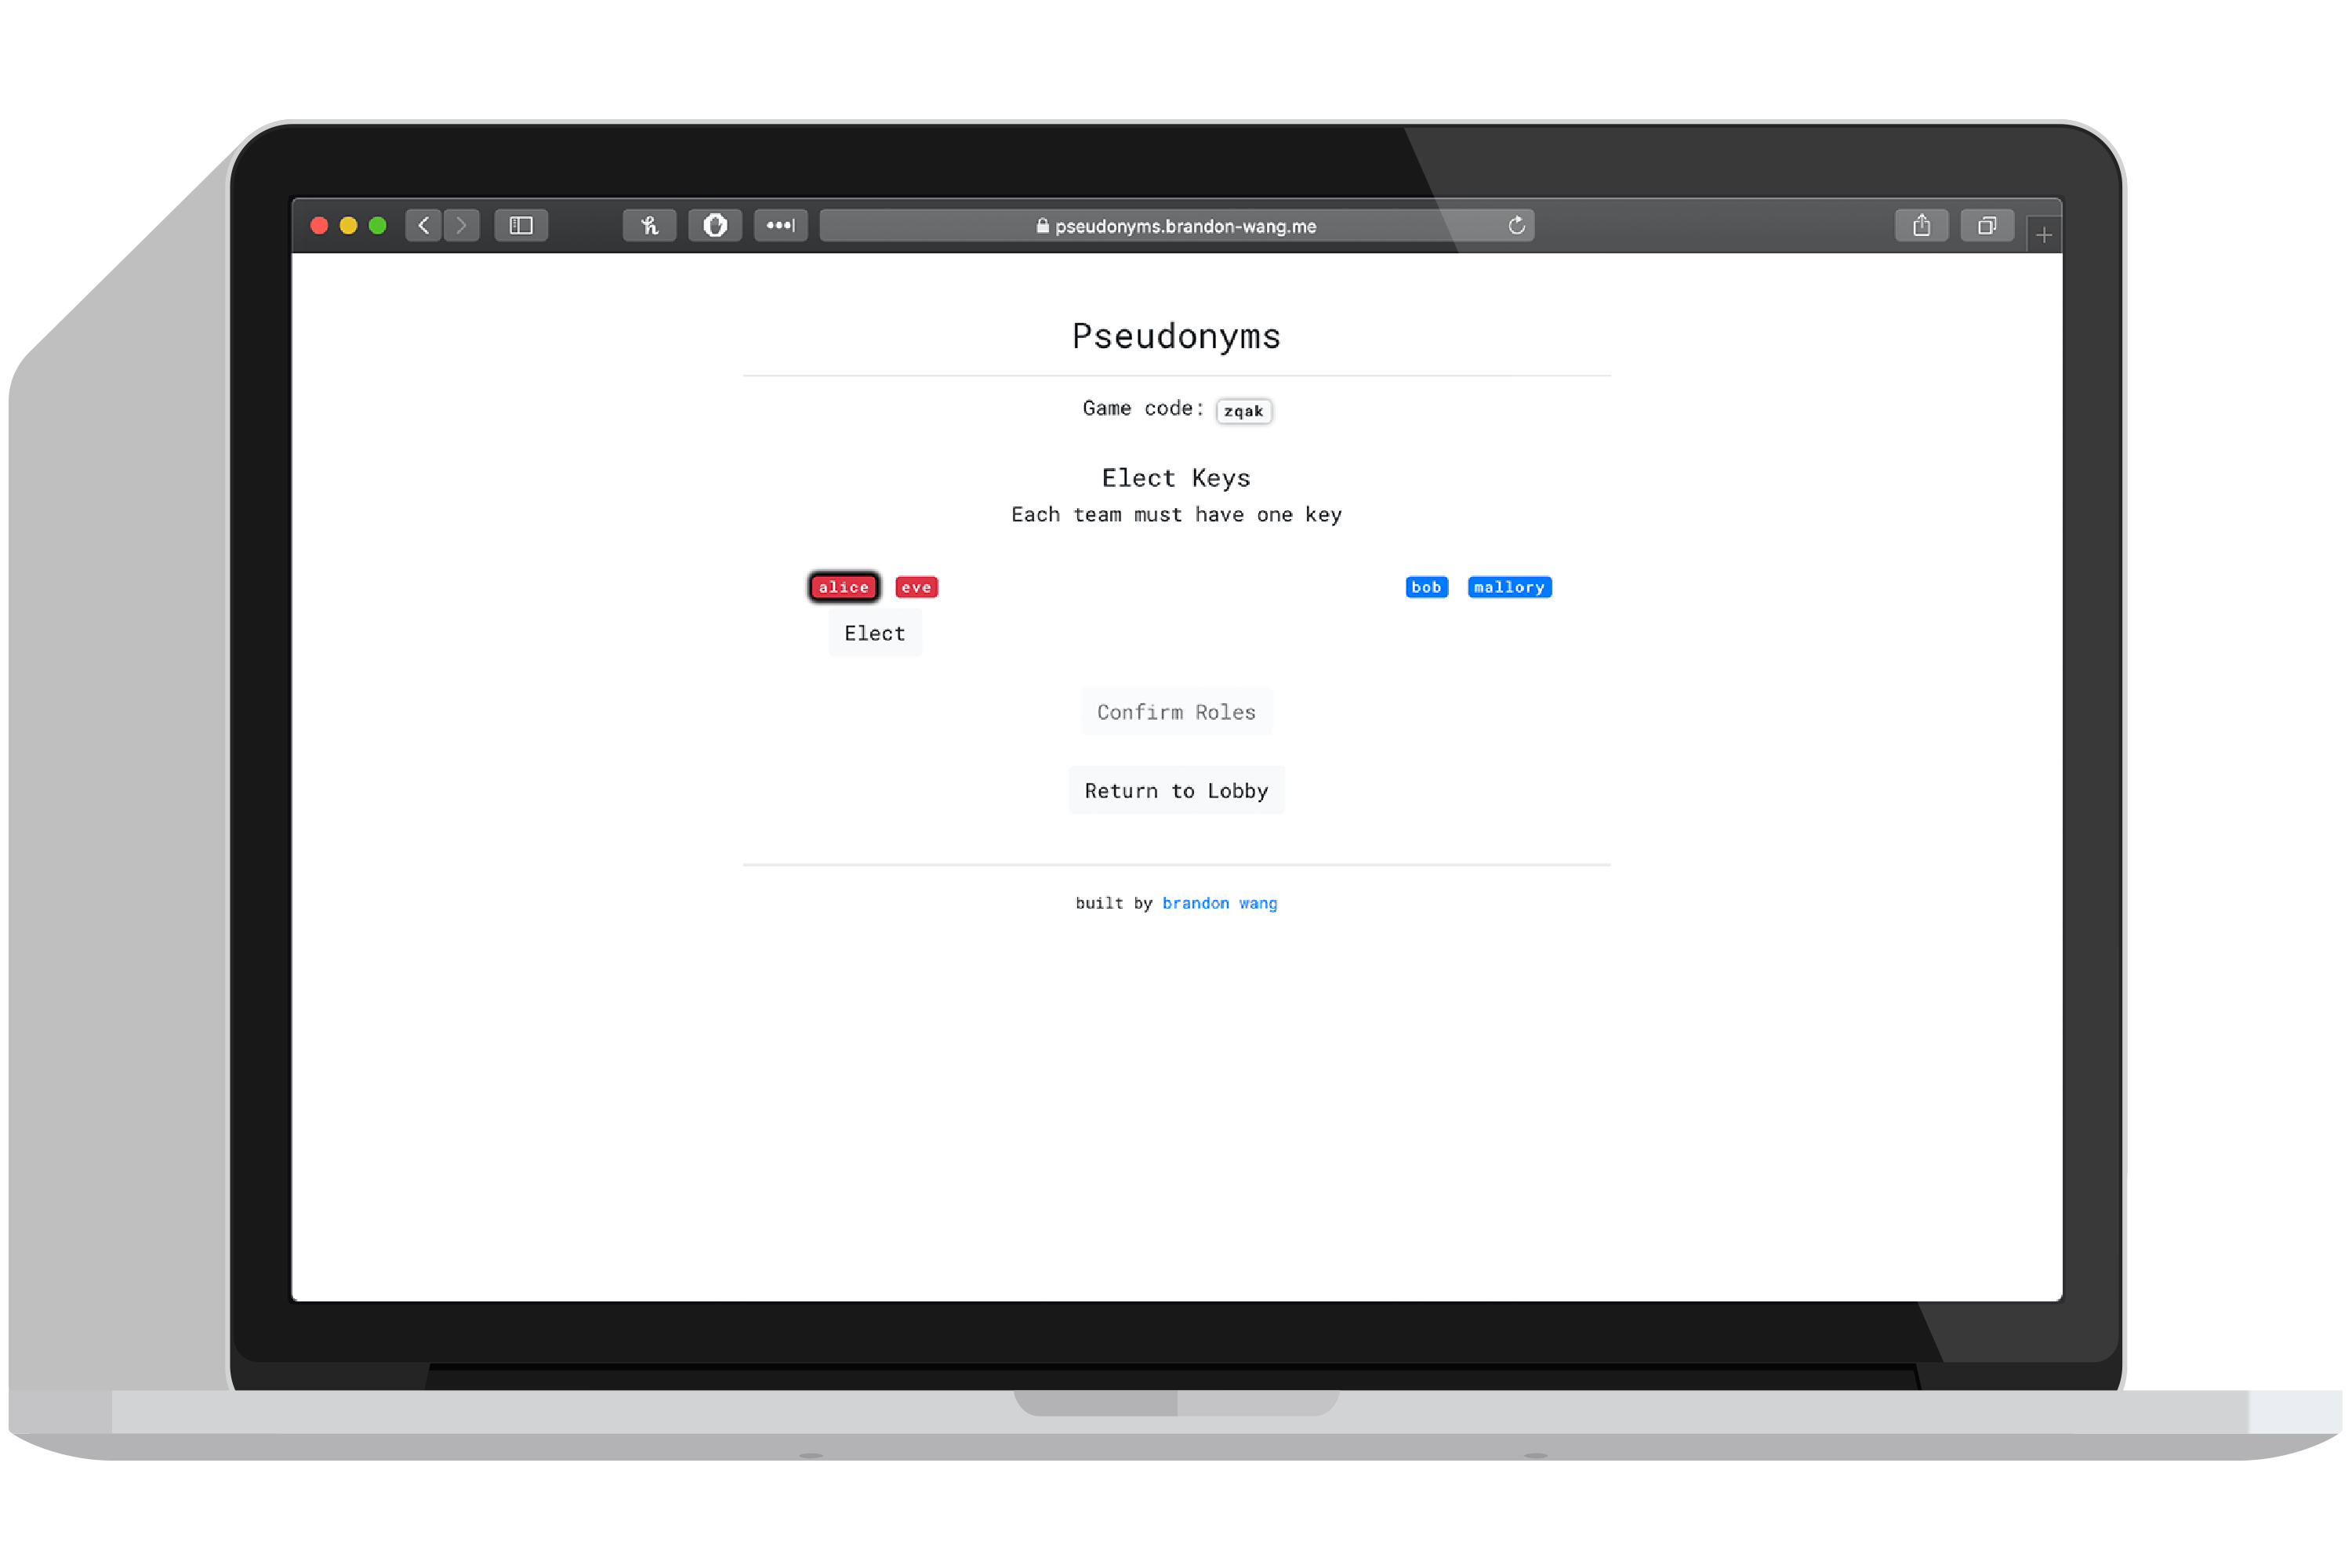 pseudonyms.brandon-wang.me
Pseudonyms
Game code: zqak
Elect Keys
Each team must have one key
alice eve bob mallory
Elect
Confirm Roles
Return to Lobby
built by brandon wang